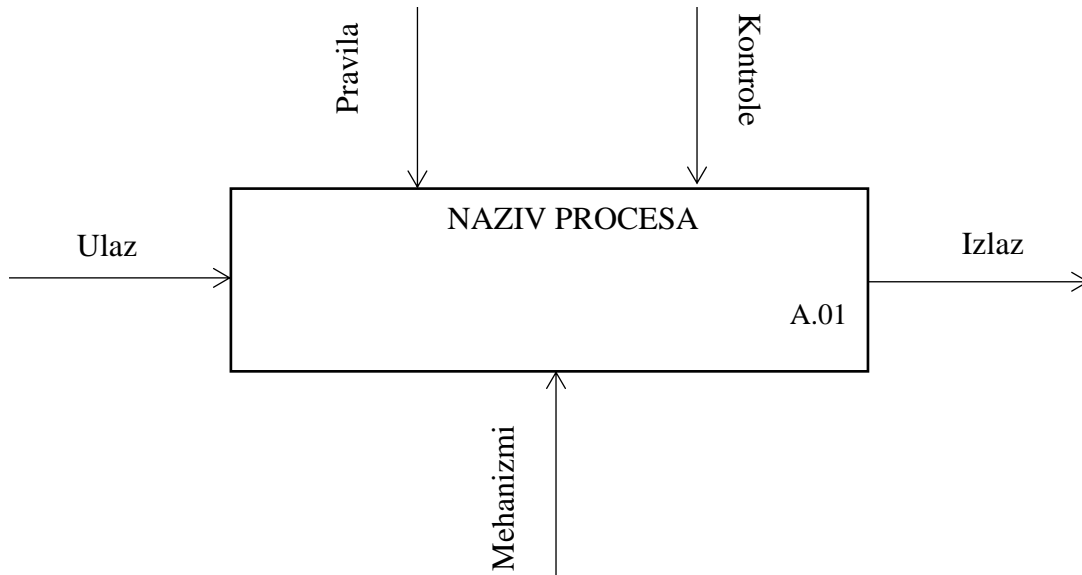 Pravila
Kontrole
NAZIV PROCESA
Ulaz
Izlaz
A.01
Mehanizmi